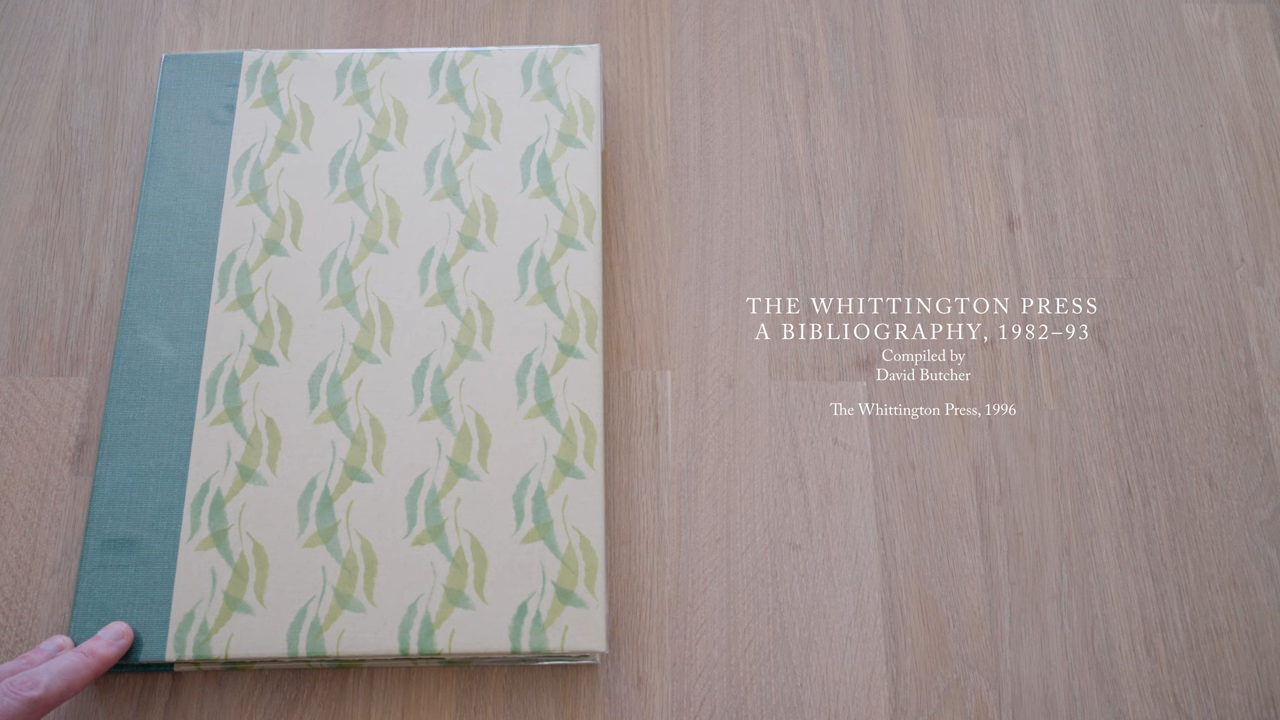 THE WHITTINGTON PRESS
A BIBLIOGRAPHY, 1982–93
Compiled by
David Butcher
The Whittington Press, 1996